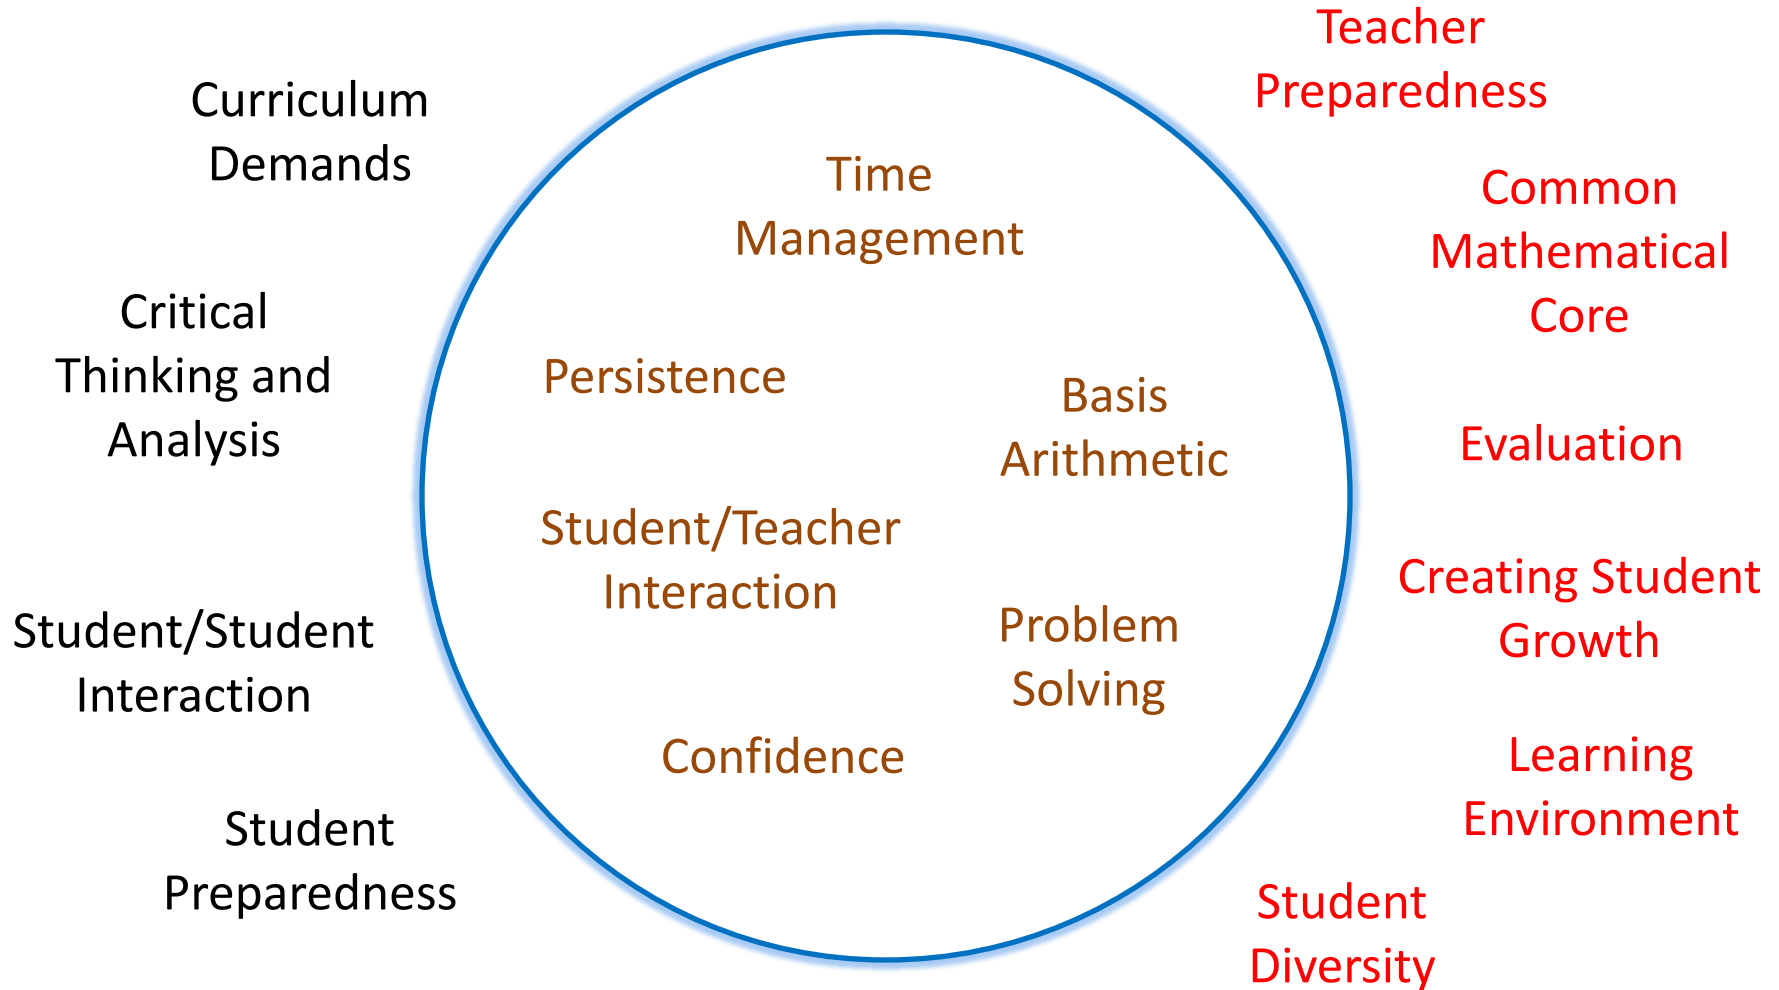 Curriculum
Demands
Critical
Thinking and
Analysis
Student/Student
Interaction
Student
Preparedness
Time
Management
Persistence
Basis
Arithmetic
Student/Teacher
Interaction
Problem
Solving
Confidence
Teacher
Preparedness
Common
Mathematical
Core
Evaluation
Creating Student
Growth
Learning
Environment
Student
Diversity